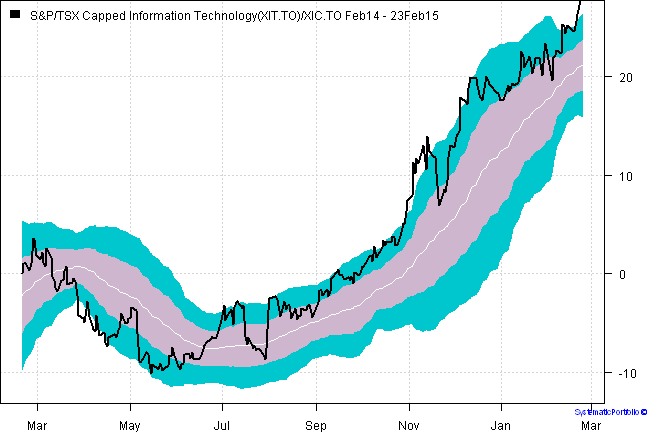 S&P/TSX Capped Information Technology(XIT.TO)/XIC.TO Feb14 - 23Feb15
20
10
0
-10
SystematicPortfolio ©
Mar May Jul Sep Nov Jan Mar